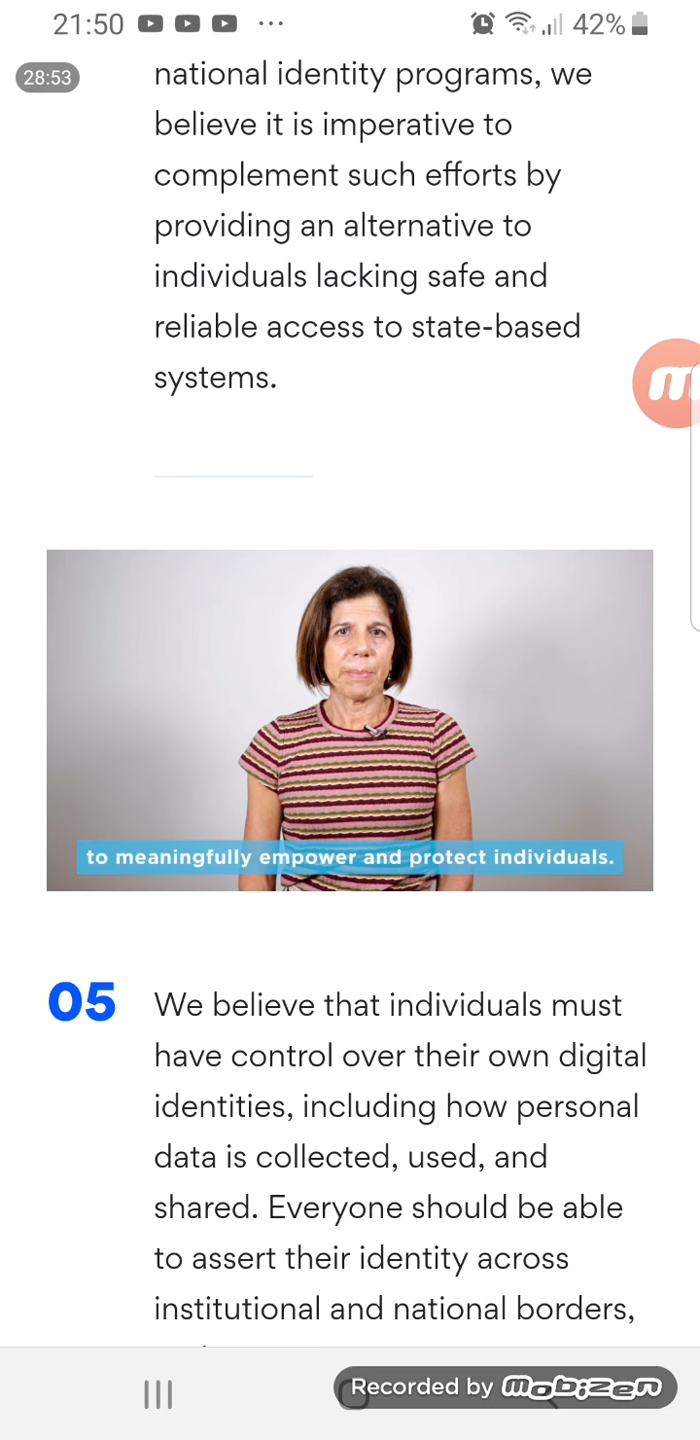 21:50
42%
28:53
national identity programs, we
believe it is imperative to
complement such efforts by
providing an alternative to
individuals lacking safe and
reliable access to state-based
systems.
m
to meaningfully empower and protect individuals.
05
We believe that individuals must
have control over their own digital
identities, including how personal
data is collected, used, and
shared. Everyone should be able
to assert their identity across
institutional and national borders,
Recorded by mobizen